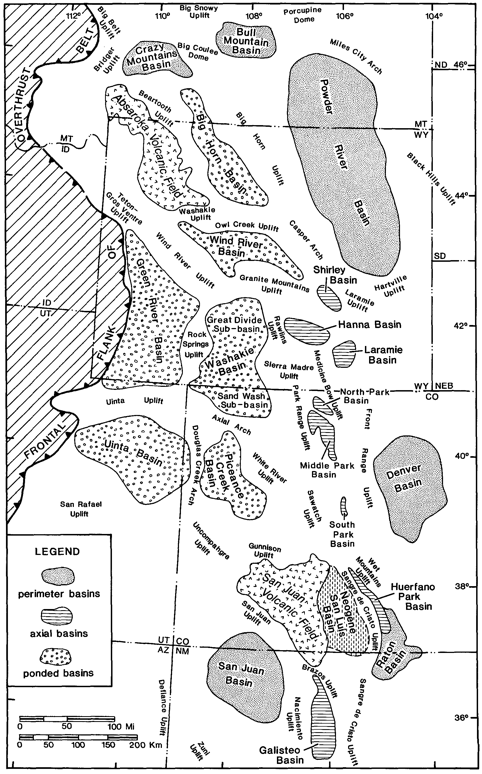 112°
Big Belt
Uplift
Big Snowy
Uplift
110°
108°
Porcupine
Dome
106°
104°
BELT
Bridger
Uplift
Crazy
Mountains
Basin
Big Coulee
Dome
Bull
Mountain
Basin
Miles City Arch
ND
46°
SD
OVERTHRUST
Beartooth
Uplift
Absaroka
Volcanic Field
Big
Horn
Basin
Big
Horn
Uplift
Powder
River
Basin
MT
WY
MT
ID
Black Hills Uplift
44°
Teton-
Gros Ventre
Uplift
Washakie
Uplift
Owl Creek Uplift
Wind River
Basin
Casper Arch
SD
OF
Wind River Uplift
Granite Mountains
Uplift
Shirley
Basin
Laramie
Uplift
Hartville
Uplift
ID
UT
Green
River
Basin
Great Divide
Sub-basin
Rawlins
Uplift
Hanna Basin
42°
FLANK
Rock
Springs
Uplift
Washakie
Basin
Sierra Madre
Uplift
Medicine Bow
Uplift
Laramie
Basin
Sand Wash
Sub-basin
North Park
Basin
WY
NEB
CO
Uinta Uplift
Axial Arch
Park
Range Uplift
Front
Range
Uplift
FRONTAL
Uinta Basin
Douglas Creek Arch
Piceance
Creek
Basin
White River
Uplift
Middle Park
Basin
Denver
Basin
40°
San Rafael
Uplift
Sawatch
Uplift
South
Park
Basin
Uncompahgre
Uplift
Gunnison
Uplift
Wet
Mountains
Uplift
LEGEND
perimeter basins
axial basins
ponded basins
San Juan
Volcanic Field
San Juan
Uplift
Neogene
San Luis
Basin
Sangre de Cristo
Uplift
Huerfano
Park
Basin
38°
Raton
Basin
UT
CO
AZ
NM
San Juan
Basin
Brazos Uplift
Defiance Uplift
Nacimiento
Uplift
Sangre de
Cristo Uplift
36°
Zuni
Uplift
Galisteo
Basin
0 50 100 Mi
0 50 100 150 200 Km